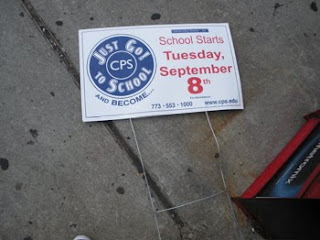 JUST GO!
CPS
TO SCHOOL
AND BECOME...
School Starts
Tuesday,
September
8th
773-553-1000
www.cps.edu